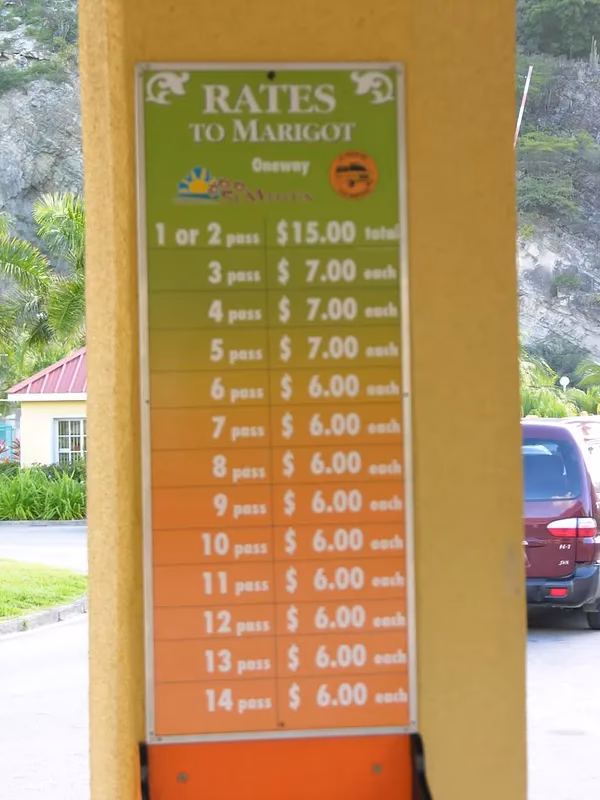 RATES
TO MARIGOT
Oneway
St Maarten
1 or 2 pass $15.00 total
3 pass $ 7.00 each
4 pass $ 7.00 each
5 pass $ 7.00 each
6 pass $ 6.00 each
7 pass $ 6.00 each
8 pass $ 6.00 each
9 pass $ 6.00 each
10 pass $ 6.00 each
11 pass $ 6.00 each
12 pass $ 6.00 each
13 pass $ 6.00 each
14 pass $ 6.00 each